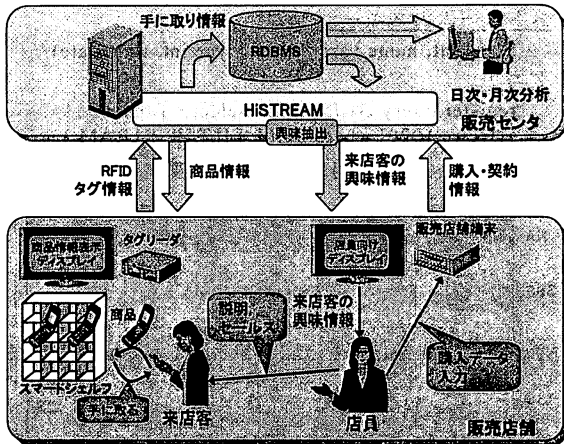 手に取り情報
RDBMS
日次・月次分析
販売センタ
HiSTREAM
興味抽出
RFID
タグ情報
商品情報
来店客の
興味情報
購入・契約
情報
商品情報表示
ディスプレイ
タグリーダ
店員向け
ディスプレイ
販売店舗端末
商品
説明
セールス
来店客の
興味情報
購入データ
入力
スマートシェルフ
手に取る
来店客
店員
販売店舗